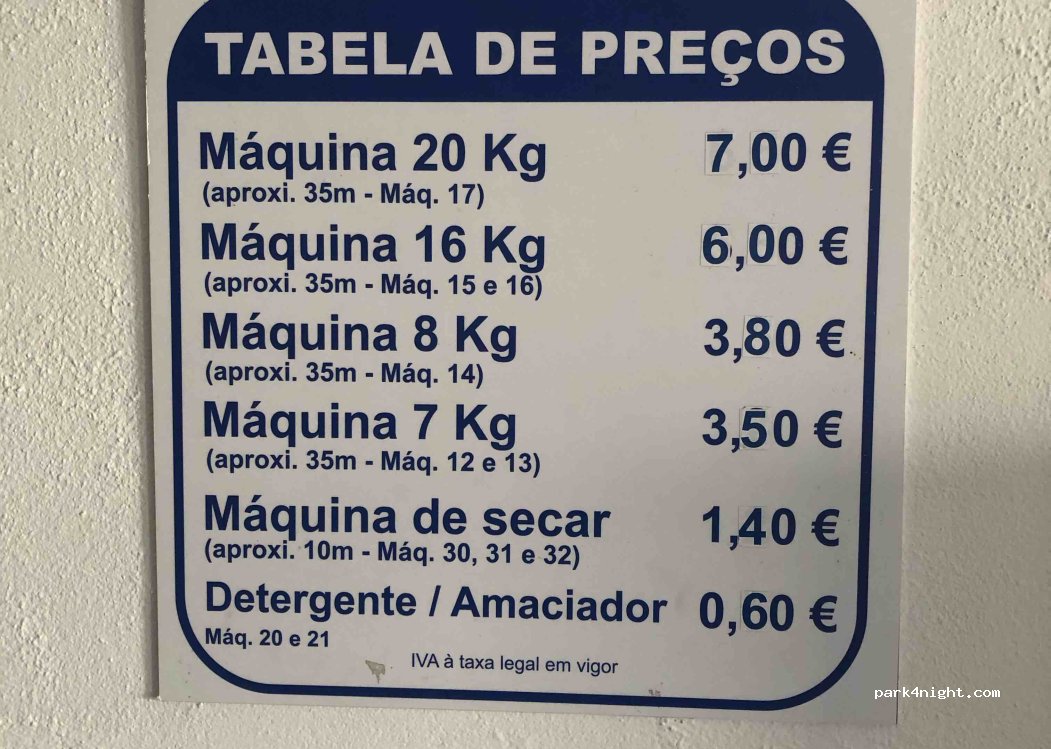 TABELA DE PREÇOS
Máquina 20 Kg 7,00 €
(aproxi. 35m - Máq. 17)
Máquina 16 Kg 6,00 €
(aproxi. 35m - Máq. 15 e 16)
Máquina 8 Kg 3,80 €
(aproxi. 35m - Máq. 14)
Máquina 7 Kg 3,50 €
(aproxi. 35m - Máq. 12 e 13)
Máquina de secar 1,40 €
(aproxi. 10m - Máq. 30, 31 e 32)
Detergente / Amaciador 0,60 €
Máq. 20 e 21
IVA à taxa legal em vigor
park4night.com